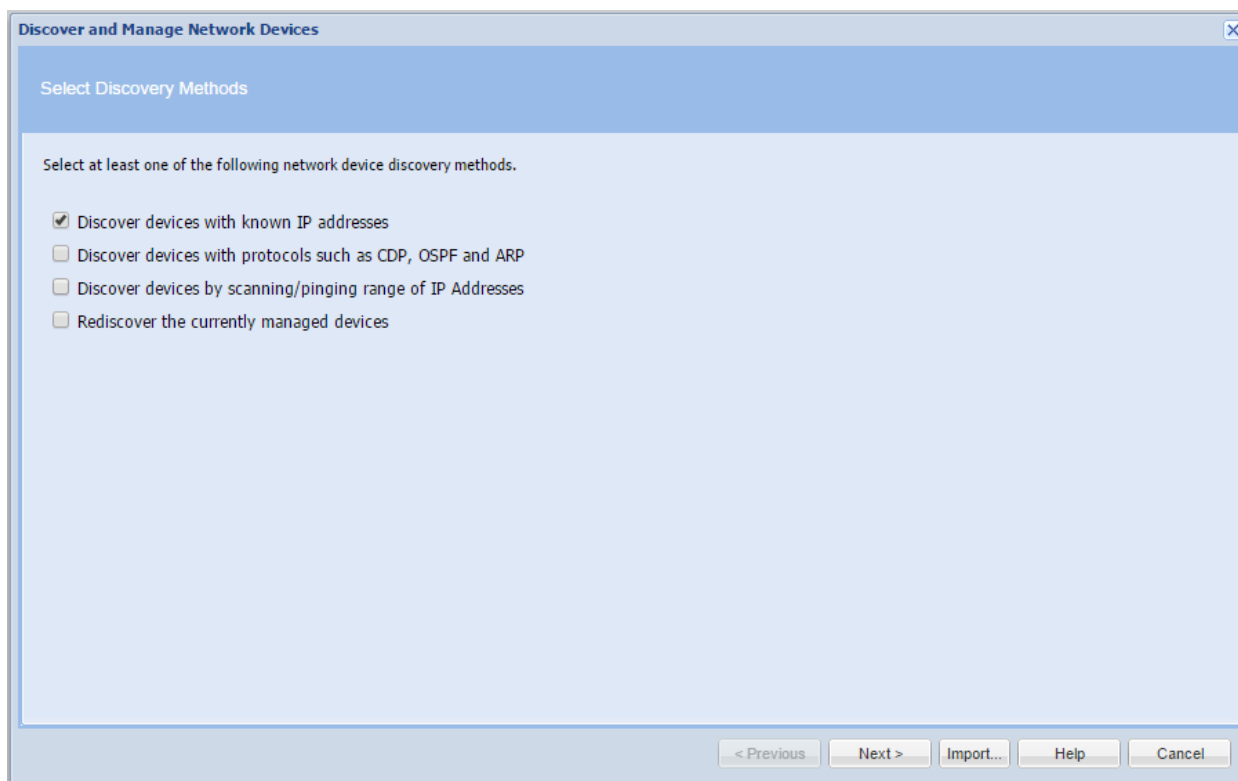 Discover and Manage Network Devices
Select Discovery Methods
Select at least one of the following network device discovery methods.
Discover devices with known IP addresses
Discover devices with protocols such as CDP, OSPF and ARP
Discover devices by scanning/pinging range of IP Addresses
Rediscover the currently managed devices
< Previous Next > Import... Help Cancel